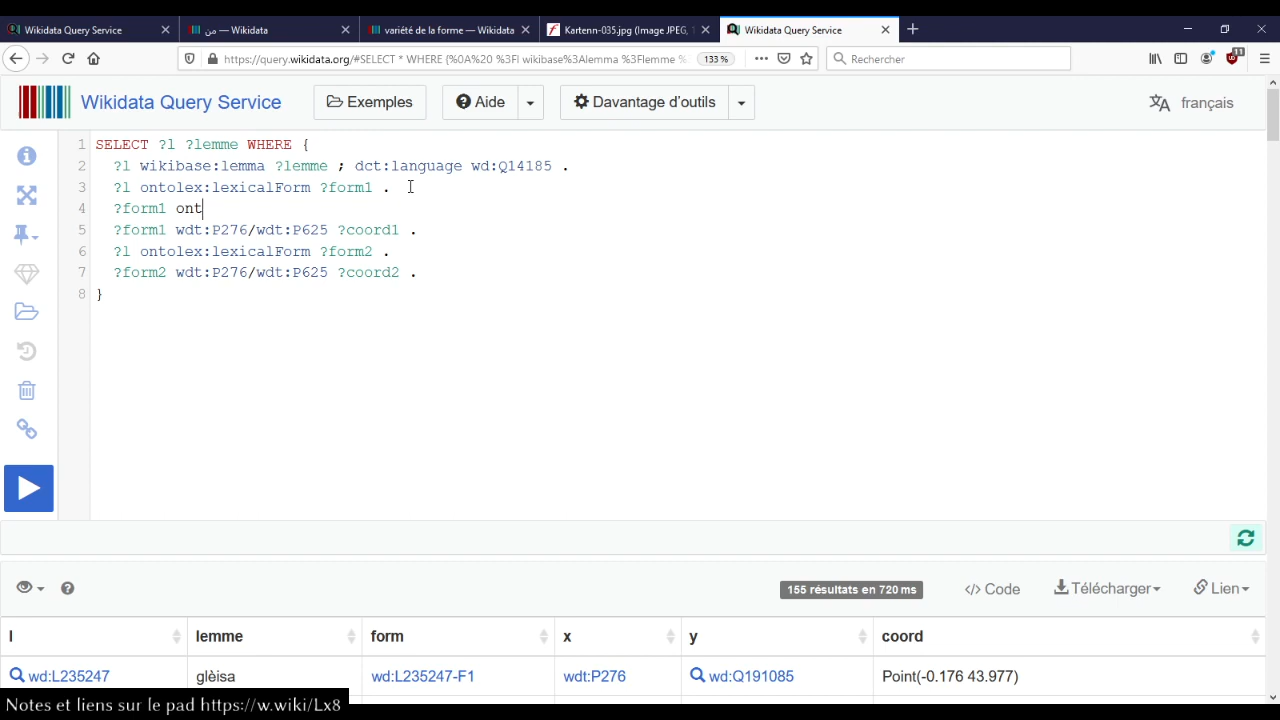 Wikidata Query Service
من — Wikidata
variété de la forme — Wikidata
Kartenn-035.jpg (Image JPEG, 1
Wikidata Query Service
https://query.wikidata.org/#SELECT * WHERE {%0A%20 %3Fl wikibase%3Alemma %3Flemme %
133 %
Rechercher
11
Wikidata Query Service
Exemples
Aide
Davantage d'outils
français
1 SELECT ?l ?lemme WHERE {
2 ?l wikibase:lemma ?lemme ; dct:language wd:Q14185 .
3 ?l ontolex:lexicalForm ?form1 .
4 ?form1 ont
5 ?form1 wdt:P276/wdt:P625 ?coord1 .
6 ?l ontolex:lexicalForm ?form2 .
7 ?form2 wdt:P276/wdt:P625 ?coord2 .
8 }
155 résultats en 720 ms
</> Code
Télécharger
Lien
l lemme form x y coord
wd:L235247 glèisa wd:L235247-F1 wdt:P276 wd:Q191085 Point(-0.176 43.977)
Notes et liens sur le pad https://w.wiki/Lx8